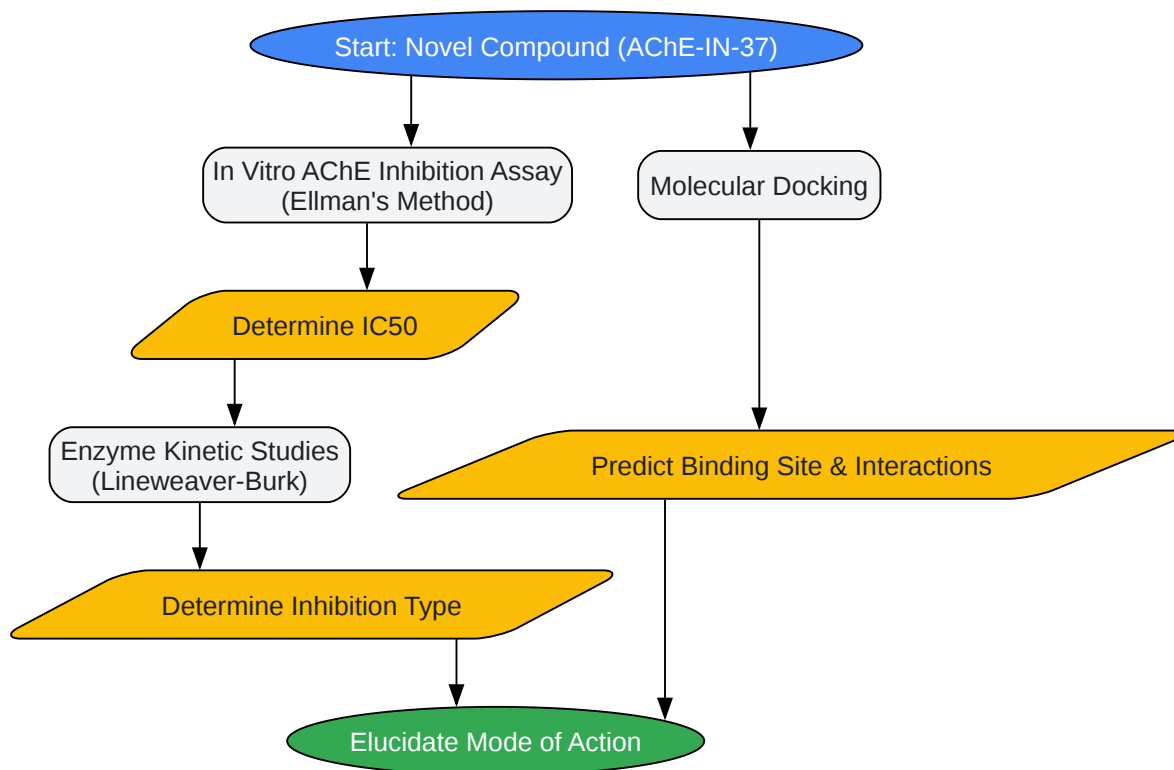 Start: Novel Compound (AChE-IN-37)
In Vitro AChE Inhibition Assay
(Ellman's Method)
Molecular Docking
Determine IC50
Enzyme Kinetic Studies
(Lineweaver-Burk)
Predict Binding Site & Interactions
Determine Inhibition Type
Elucidate Mode of Action